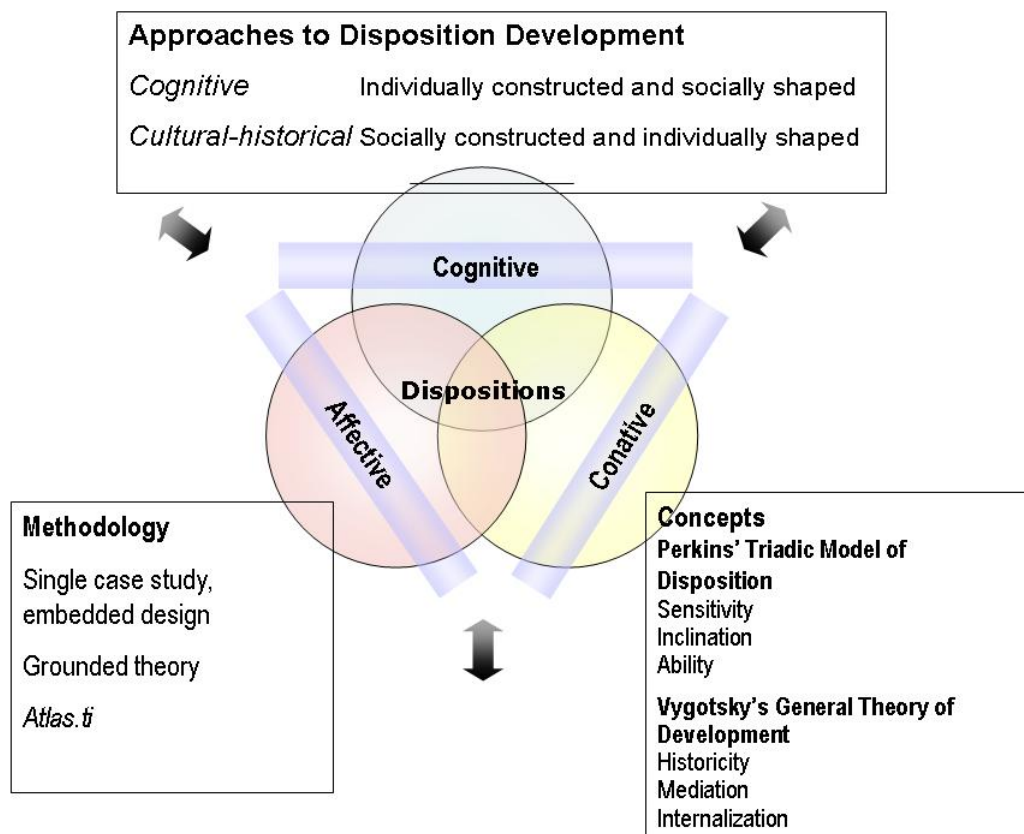 Approaches to Disposition Development
Cognitive Individually constructed and socially shaped
Cultural-historical Socially constructed and individually shaped
Cognitive
Dispositions
Affective
Conative
Methodology
Single case study,
embedded design
Grounded theory
Atlas.ti
Concepts
Perkins' Triadic Model of
Disposition
Sensitivity
Inclination
Ability
Vygotsky's General Theory of
Development
Historicity
Mediation
Internalization